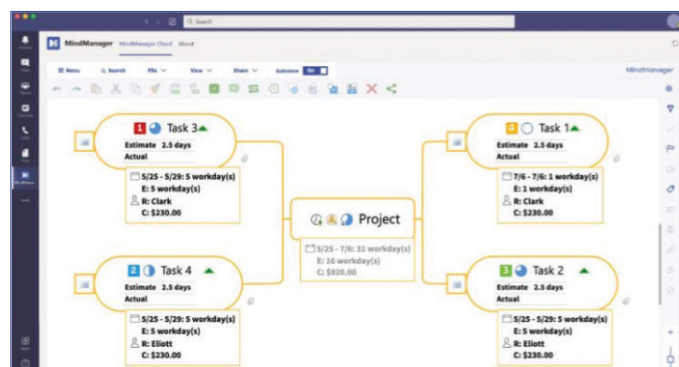 Search
MindManager MindManager Cloud About
Menu Search File View Share Autosave On MindManager
1 Task 3
Estimate 2.5 days
Actual
5/25 - 5/29: 5 workday(s)
E: 5 workday(s)
R: Clark
C: $230.00
4 Task 1
Estimate 2.5 days
Actual
7/6 - 7/6: 1 workday(s)
E: 1 workday(s)
R: Clark
C: $230.00
Project
5/25 - 7/6: 31 workday(s)
E: 16 workday(s)
C: $920.00
2 Task 4
Estimate 2.5 days
Actual
5/25 - 5/29: 5 workday(s)
E: 5 workday(s)
R: Eliott
C: $230.00
3 Task 2
Estimate 2.5 days
Actual
5/25 - 5/29: 5 workday(s)
E: 5 workday(s)
R: Eliott
C: $230.00